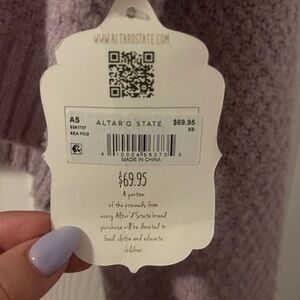 WWW.ALTARDSTATE.COM
AS
ALTAR'D STATE
$69.95
XS
SEA FOG
MADE IN CHINA
$69.95
A portion
of the proceeds from
every Altar'd State brand
purchase will be donated to
feed, clothe and educate
children.